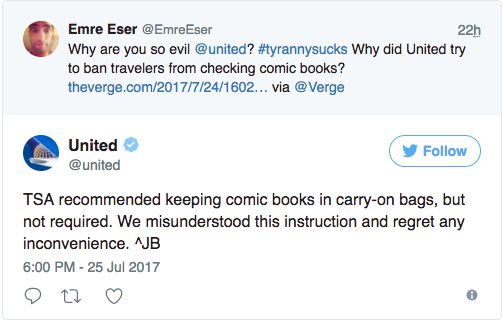 Emre Eser @EmreEser 22h
Why are you so evil @united? #tyrannysucks Why did United try
to ban travelers from checking comic books?
theverge.com/2017/7/24/1602… via @Verge
United
@united
Follow
TSA recommended keeping comic books in carry-on bags, but
not required. We misunderstood this instruction and regret any
inconvenience. ^JB
6:00 PM - 25 Jul 2017